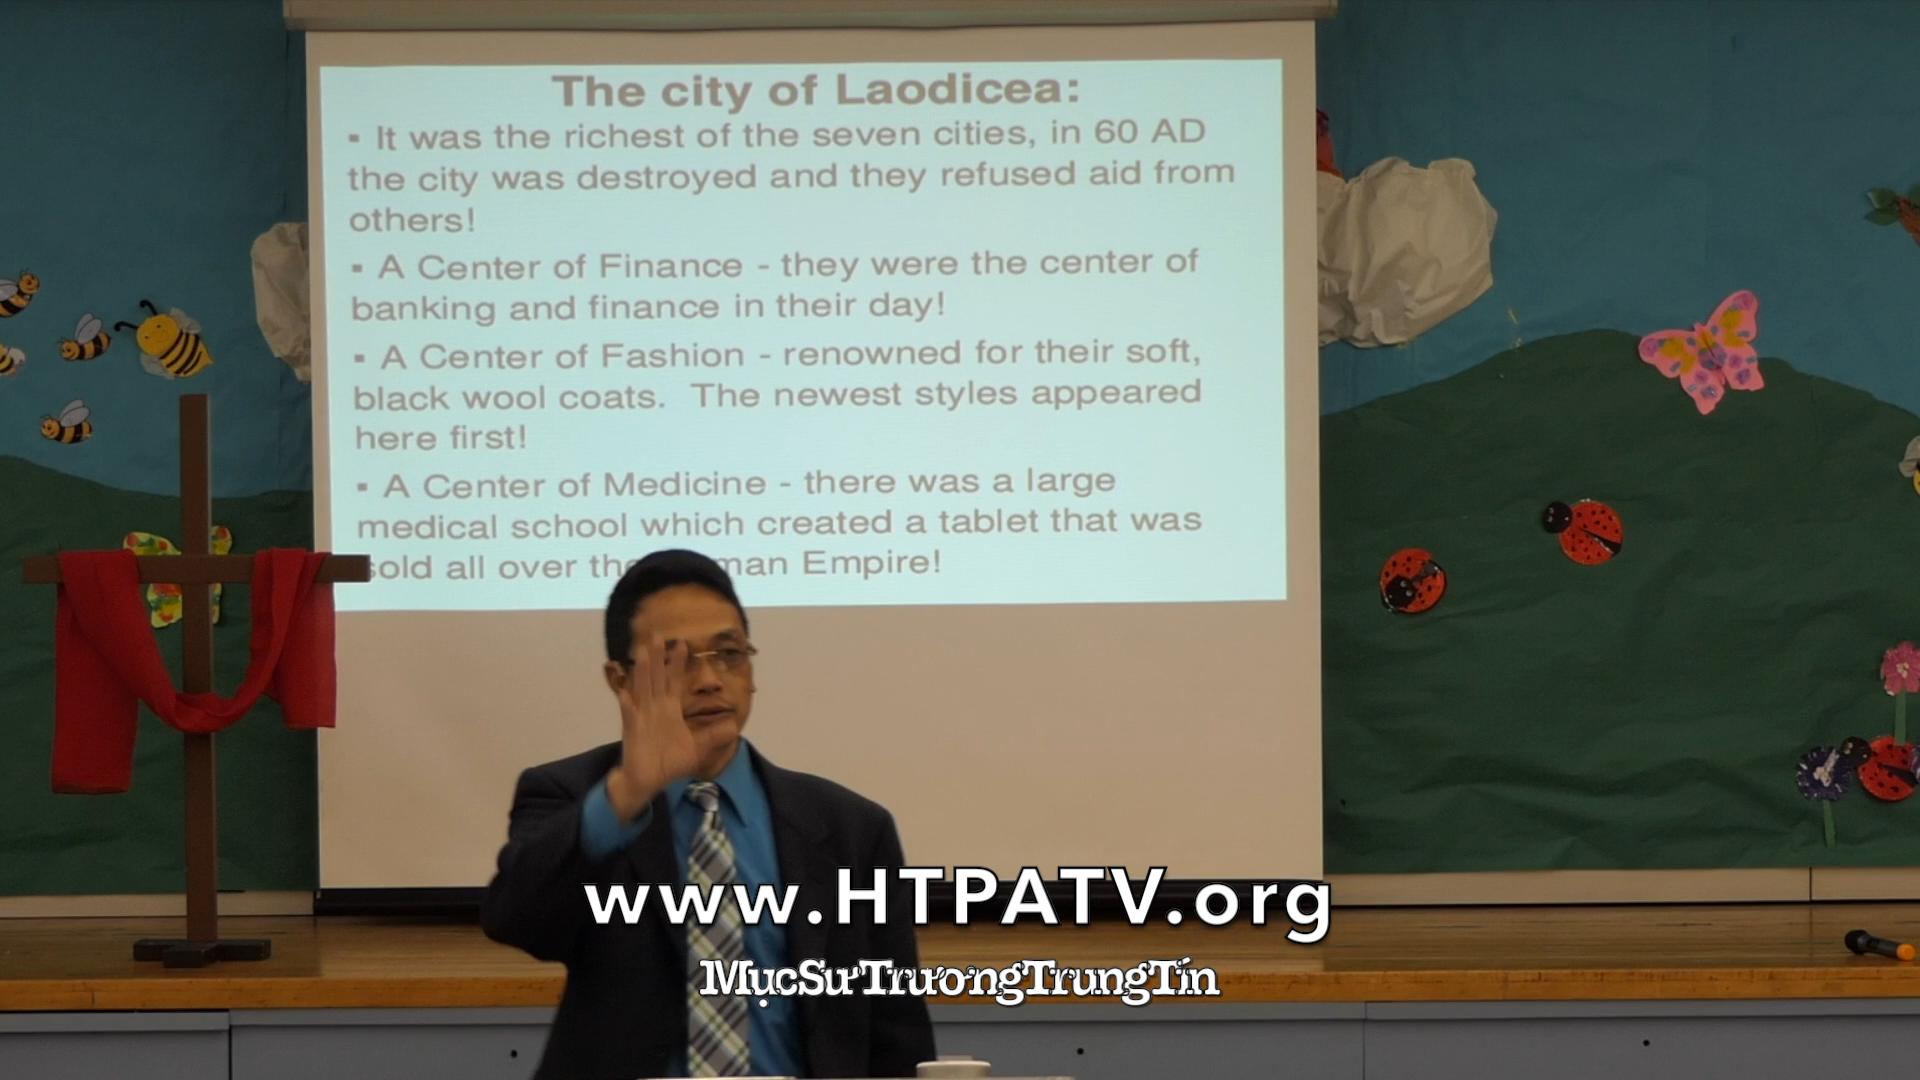 The city of Laodicea:
▪ It was the richest of the seven cities, in 60 AD
the city was destroyed and they refused aid from
others!
▪ A Center of Finance - they were the center of
banking and finance in their day!
▪ A Center of Fashion - renowned for their soft,
black wool coats. The newest styles appeared
here first!
▪ A Center of Medicine - there was a large
medical school which created a tablet that was
sold all over the man Empire!
www.HTPATV.org
MụcSưTrươngTrungTín